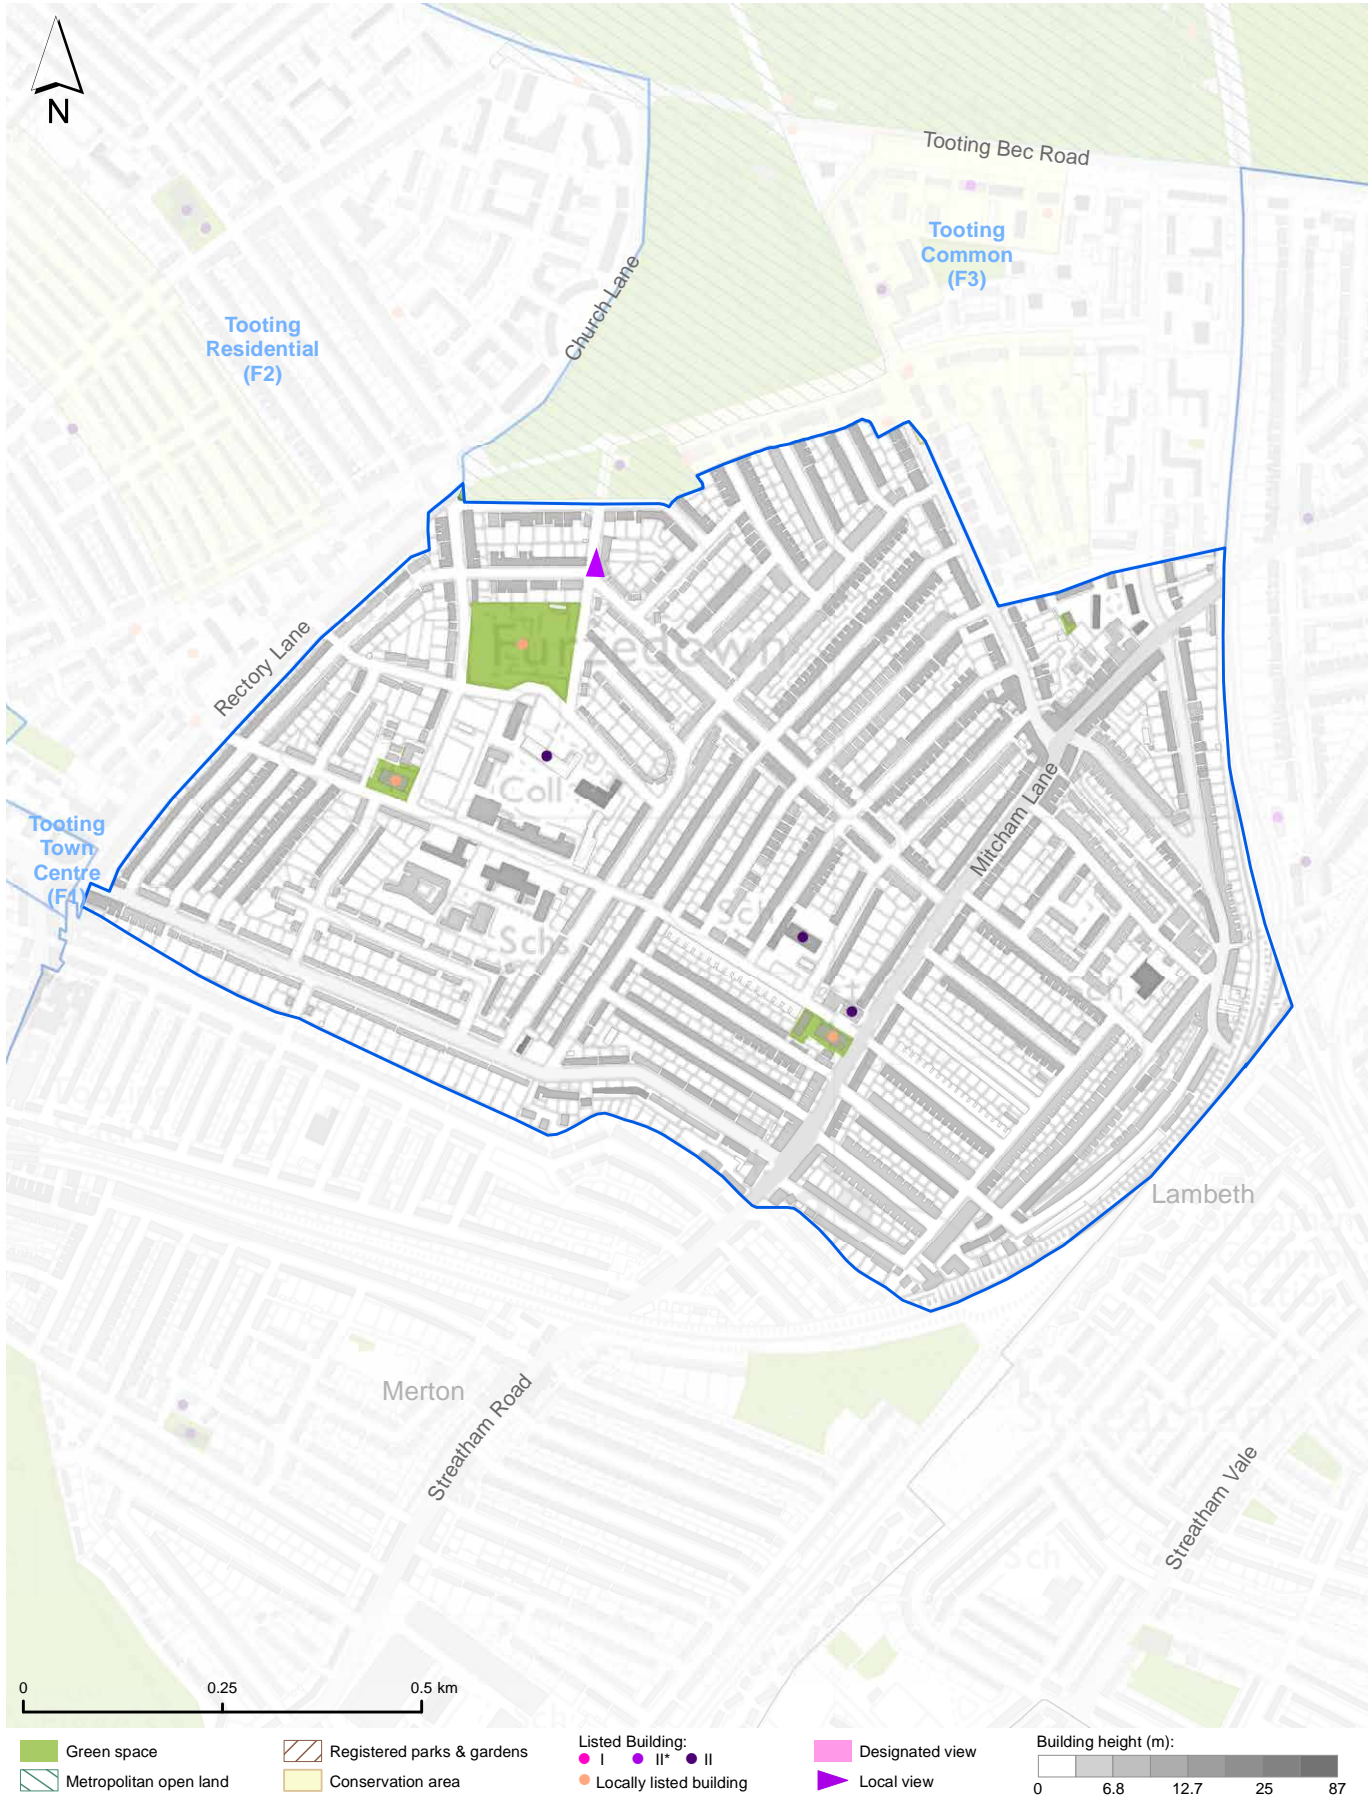 N
Tooting Bec Road
Tooting
Common
(F3)
Church Lane
Tooting
Residential
(F2)
Furzedown
Rectory Lane
Coll
Tooting
Town
Centre
(F1)
Mitcham Lane
Sch
Sch
Sch
Lambeth
Merton
Streatham Road
Streatham Vale
Sch
0 0.25 0.5 km
Green space
Metropolitan open land
Registered parks & gardens
Conservation area
Listed Building:
I II* II
Locally listed building
Designated view
Local view
Building height (m):
0 6.8 12.7 25 87